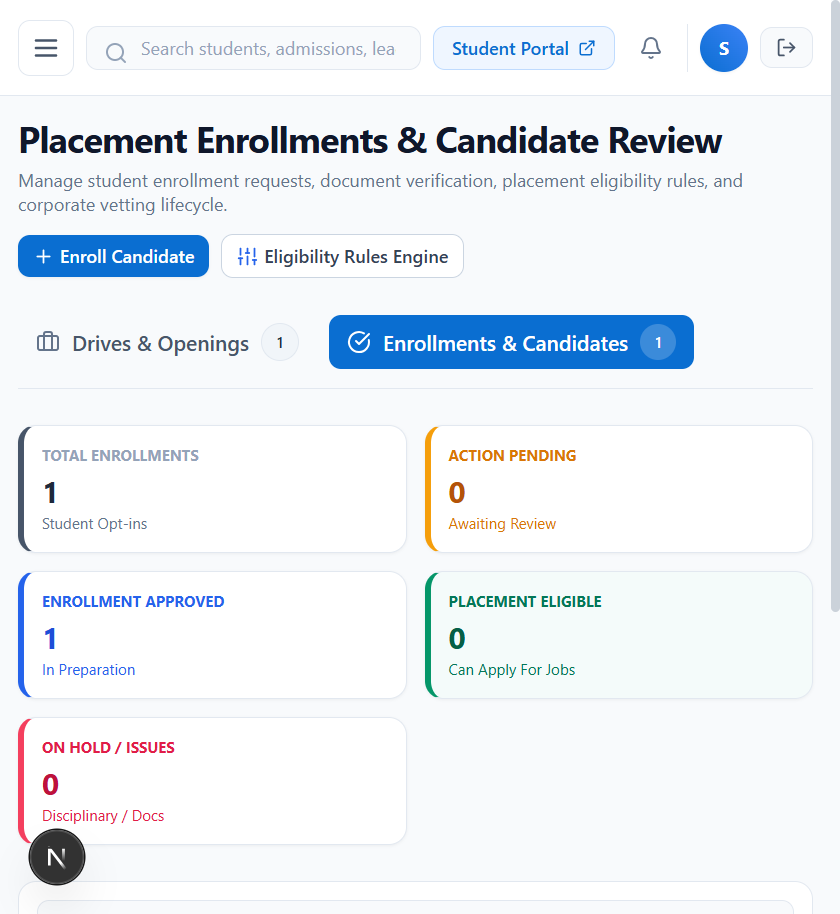 Search students, admissions, lea
Student Portal
S
Placement Enrollments & Candidate Review
Manage student enrollment requests, document verification, placement eligibility rules, and
corporate vetting lifecycle.
Enroll Candidate
Eligibility Rules Engine
Drives & Openings 1
Enrollments & Candidates 1
TOTAL ENROLLMENTS
1
Student Opt-ins
ACTION PENDING
0
Awaiting Review
ENROLLMENT APPROVED
1
In Preparation
PLACEMENT ELIGIBLE
0
Can Apply For Jobs
ON HOLD / ISSUES
0
Disciplinary / Docs
N